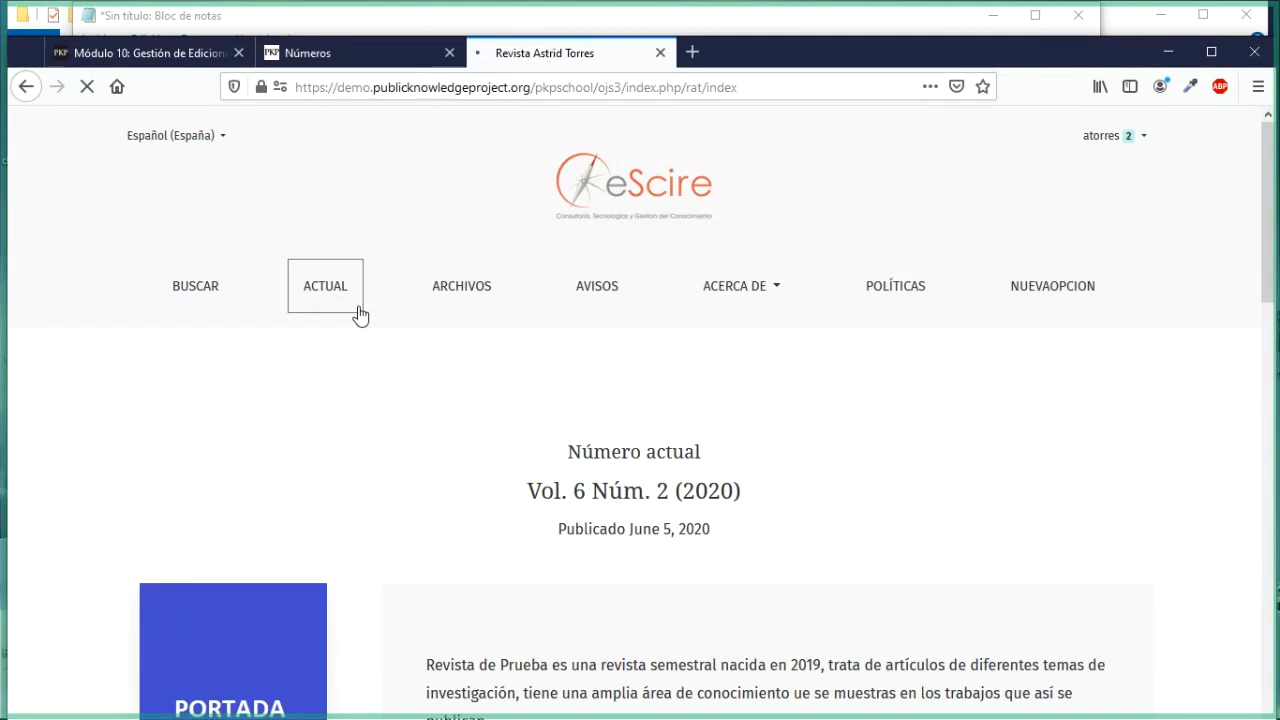 *Sin título: Bloc de notas
Módulo 10: Gestión de Edicion
Números
Revista Astrid Torres
https://demo.publicknowledgeproject.org/pkpschool/ojs3/index.php/rat/index
Español (España)
atorres 2
eScire
Consultoría, Tecnologías y Gestión del Conocimiento
BUSCAR
ACTUAL
ARCHIVOS
AVISOS
ACERCA DE
POLÍTICAS
NUEVAOPCION
Número actual
Vol. 6 Núm. 2 (2020)
Publicado June 5, 2020
PORTADA
Revista de Prueba es una revista semestral nacida en 2019, trata de artículos de diferentes temas de
investigación, tiene una amplia área de conocimiento ue se muestras en los trabajos que así se
publican